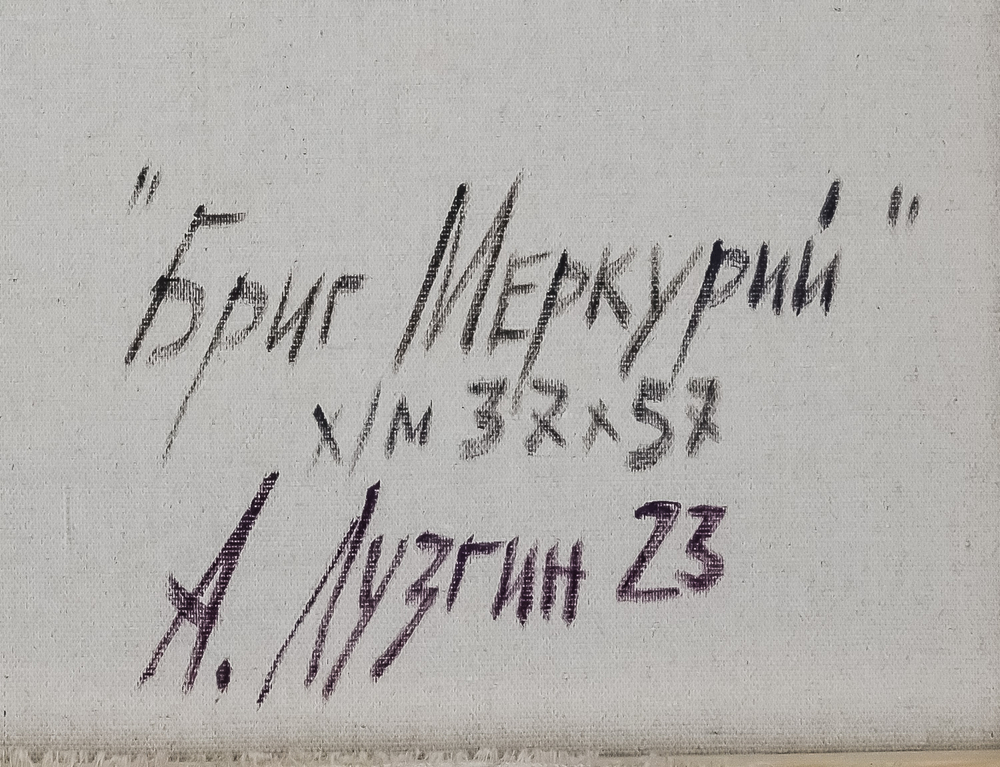 "Бриг Меркурий"
х/м 37х57
А. Лузгин 23